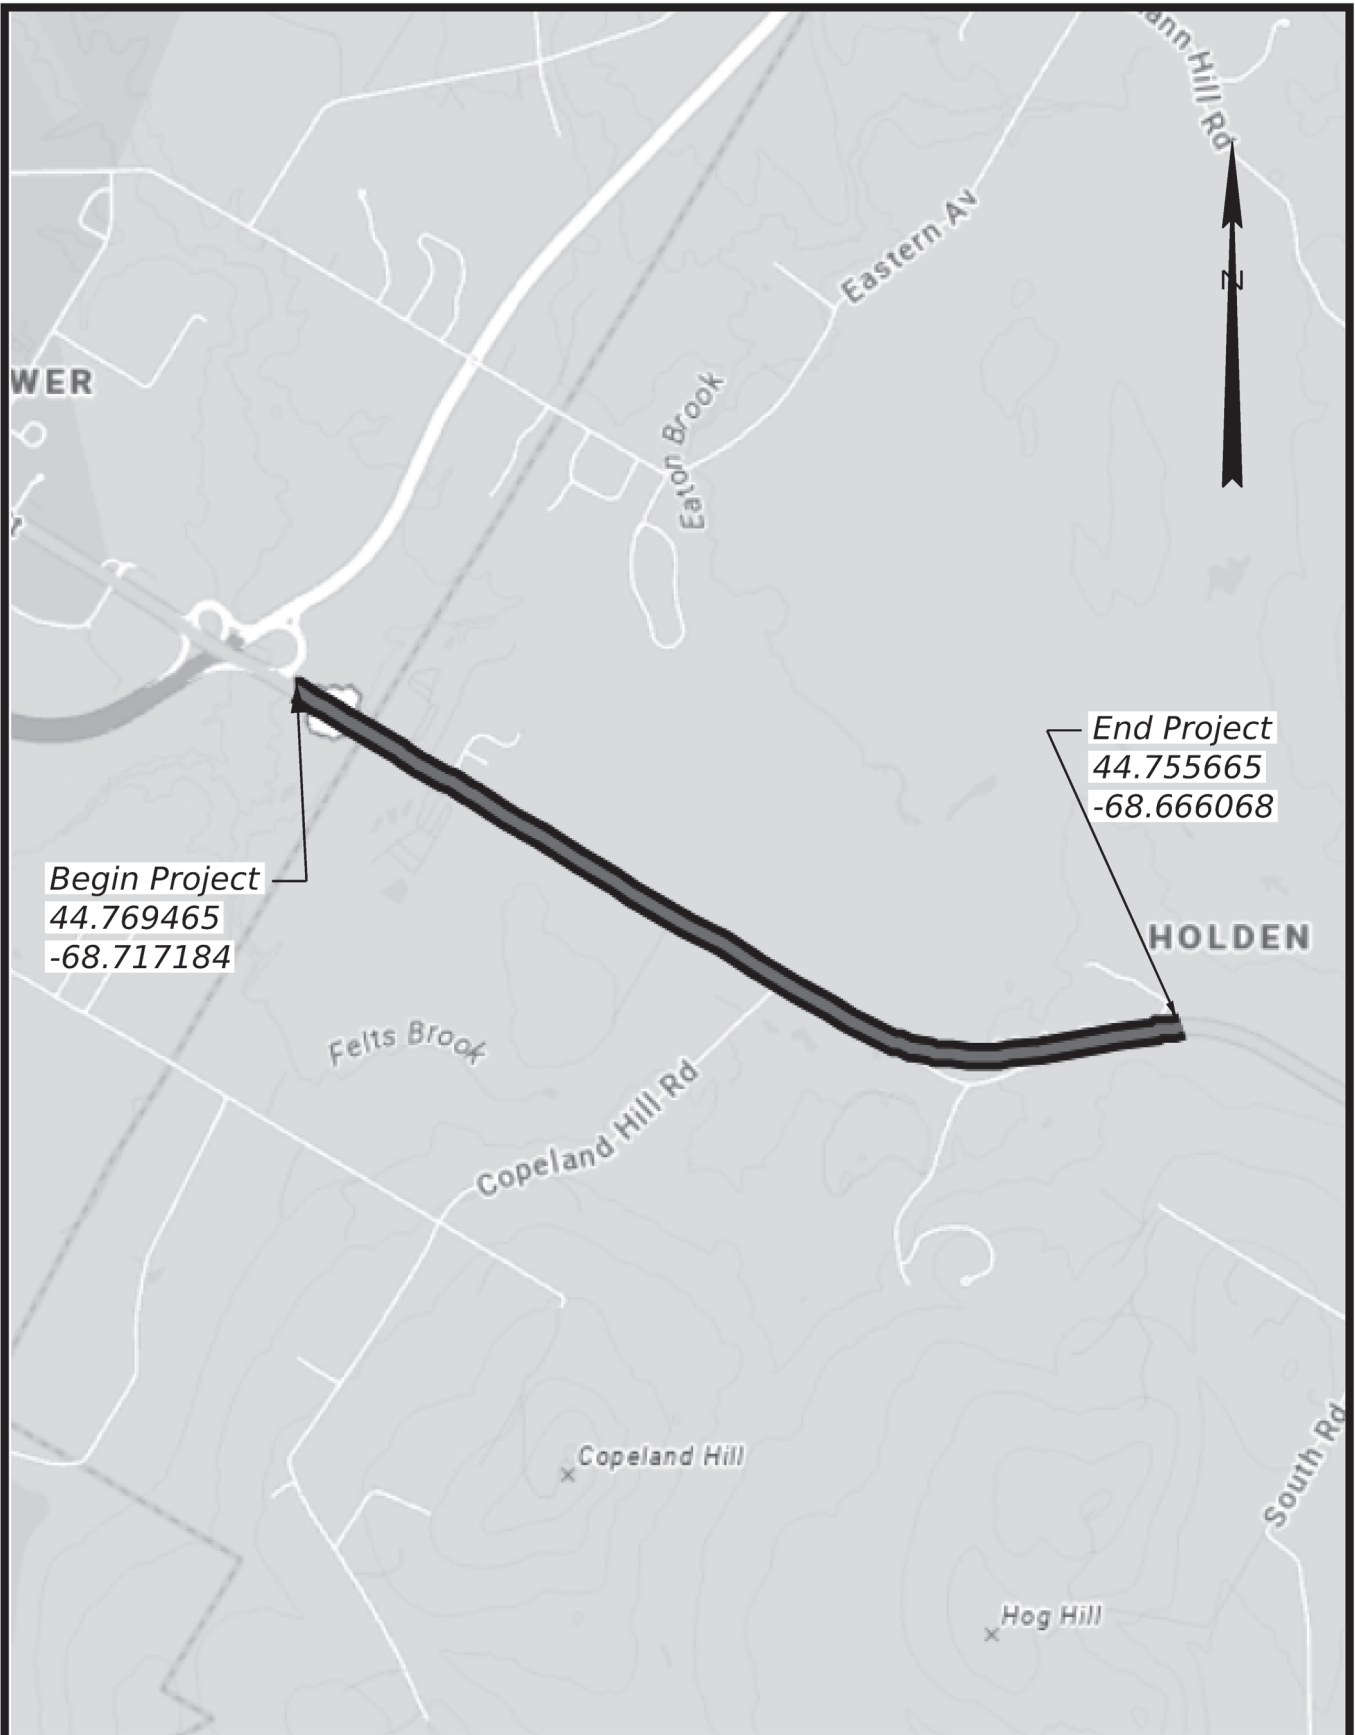 Hill Rd
Eastern Av
N
WER
Eaton Brook
End Project
44.755665
-68.666068
Begin Project
44.769465
-68.717184
HOLDEN
Felts Brook
Copeland Hill Rd
Copeland Hill
South Rd
Hog Hill